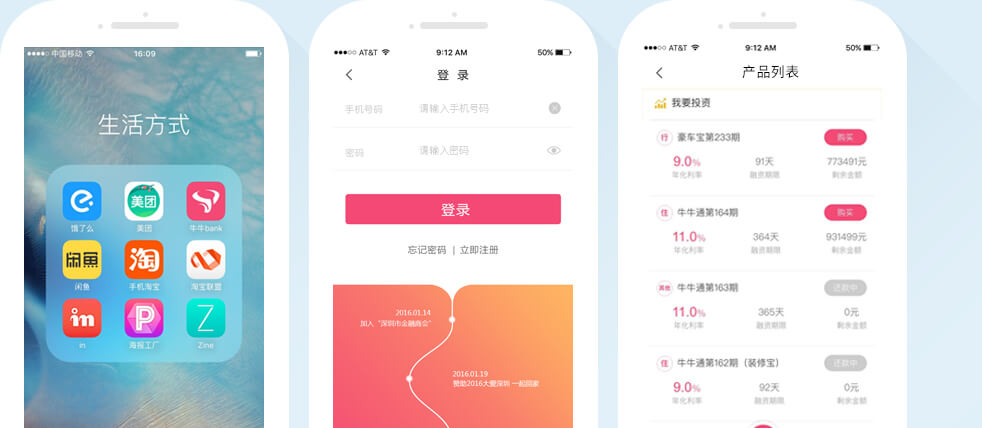 中国移动 16:09
生活方式
饿了么 美团 牛牛bank
美团
闲鱼 手机淘宝 淘宝联盟
闲鱼 淘
in 海报工厂 Zine
in P Z
AT&T 9:12 AM 50%
登 录
手机号码 请输入手机号码
密码 请输入密码
登录
忘记密码 | 立即注册
2016.01.14
加入“深圳市金融商会”
2016.01.19
赞助2016大爱深圳 一起回家
AT&T 9:12 AM 50%
产品列表
我要投资
行 豪车宝第233期 购买
9.0% 91天 773491元
年化利率 融资期限 剩余金额
住 牛牛通第164期 购买
11.0% 364天 931499元
年化利率 融资期限 剩余金额
其他 牛牛通第163期 还款中
11.0% 365天 0元
年化利率 融资期限 剩余金额
住 牛牛通第162期（装修宝） 还款中
9.0% 92天 0元
年化利率 融资期限 剩余金额